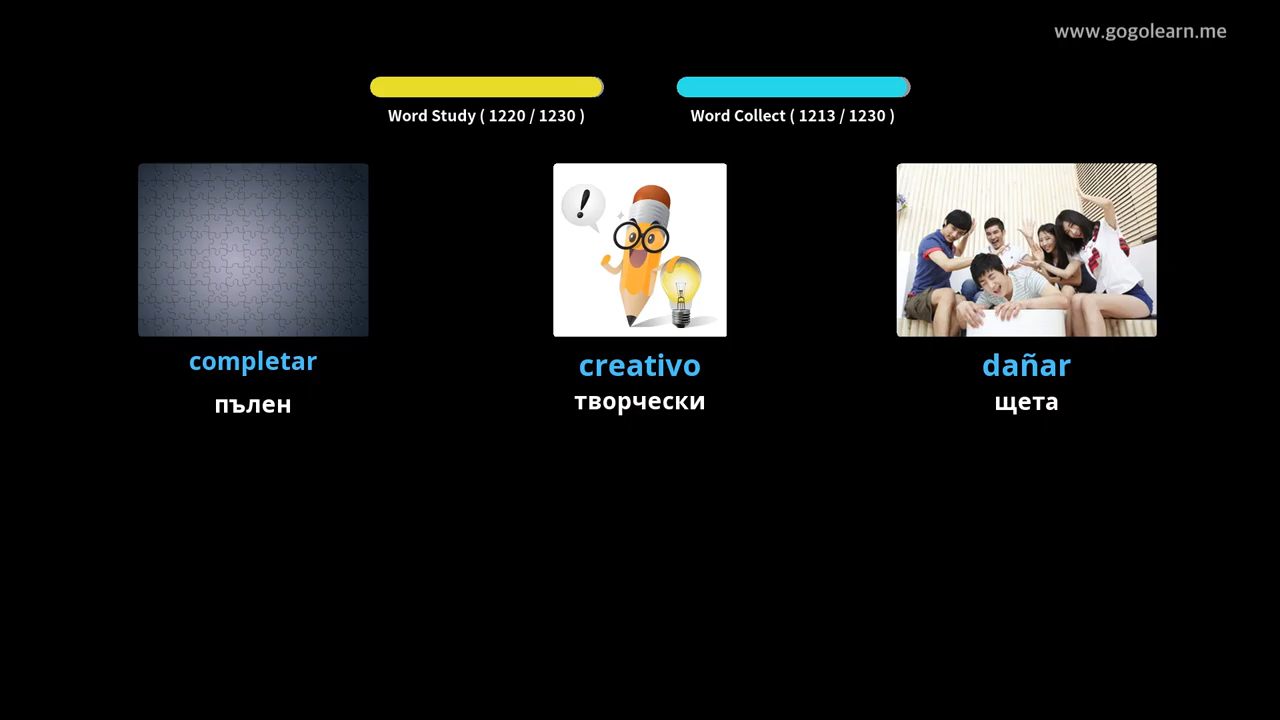 www.gogolearn.me
Word Study ( 1220 / 1230 )
Word Collect ( 1213 / 1230 )
completar
пълен
creativo
творчески
dañar
щета